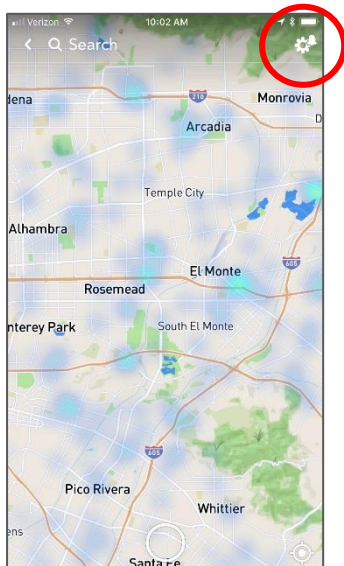 Verizon 10:02 AM
Search
dena
210
Monrovia
Arcadia
D
Temple City
Alhambra
605
El Monte
Rosemead
nterey Park
South El Monte
605
Pico Rivera
Whittier
ens
Santa Fe